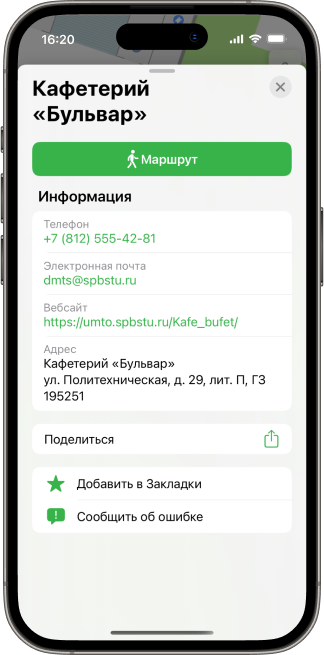 16:20
Кафетерий
«Бульвар»
Маршрут
Информация
Телефон
+7 (812) 555-42-81
Электронная почта
dmts@spbstu.ru
Вебсайт
https://umto.spbstu.ru/Kafe_bufet/
Адрес
Кафетерий «Бульвар»
ул. Политехническая, д. 29, лит. П, ГЗ
195251
Поделиться
Добавить в Закладки
Сообщить об ошибке